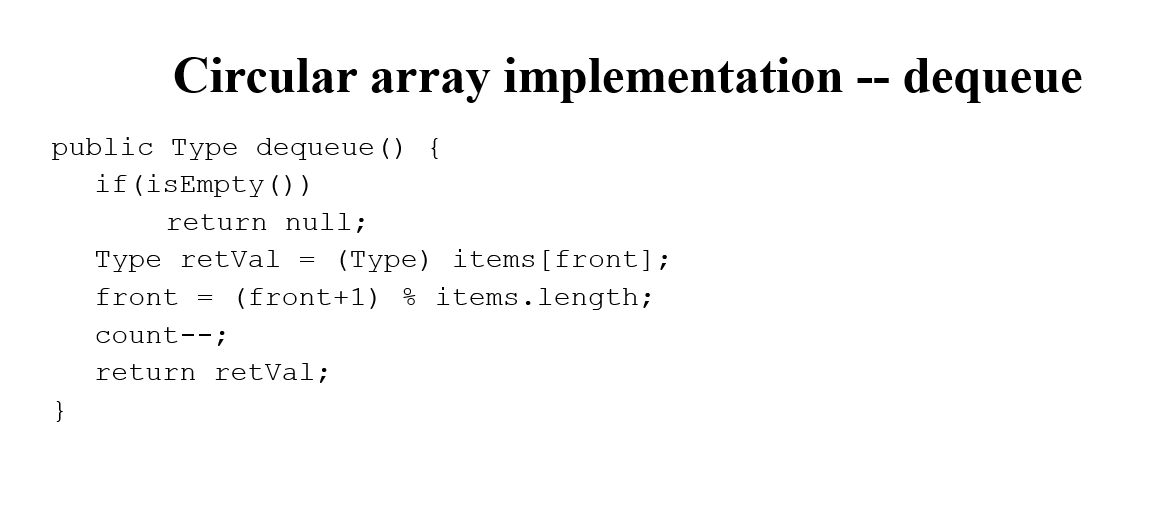 Circular array implementation -- dequeue
public Type dequeue() {
if(isEmpty())
return null;
Type retVal = (Type) items[front];
front = (front+1) % items.length;
count--;
return retVal;
}